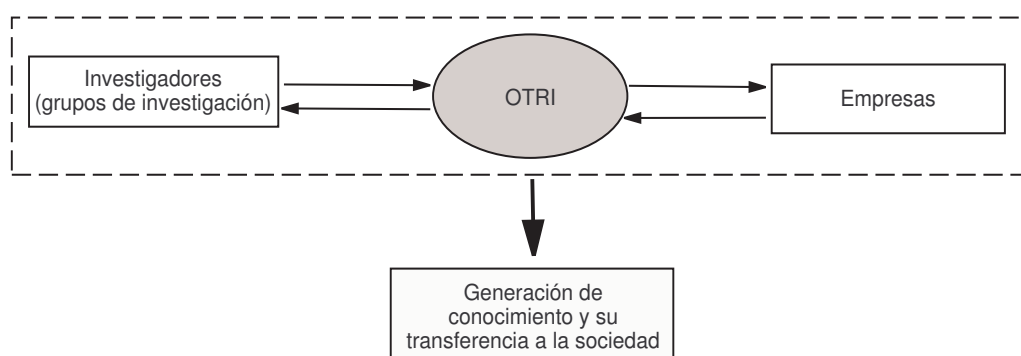 Investigadores
(grupos de investigación)
OTRI
Empresas
Generación de
conocimiento y su
transferencia a la sociedad